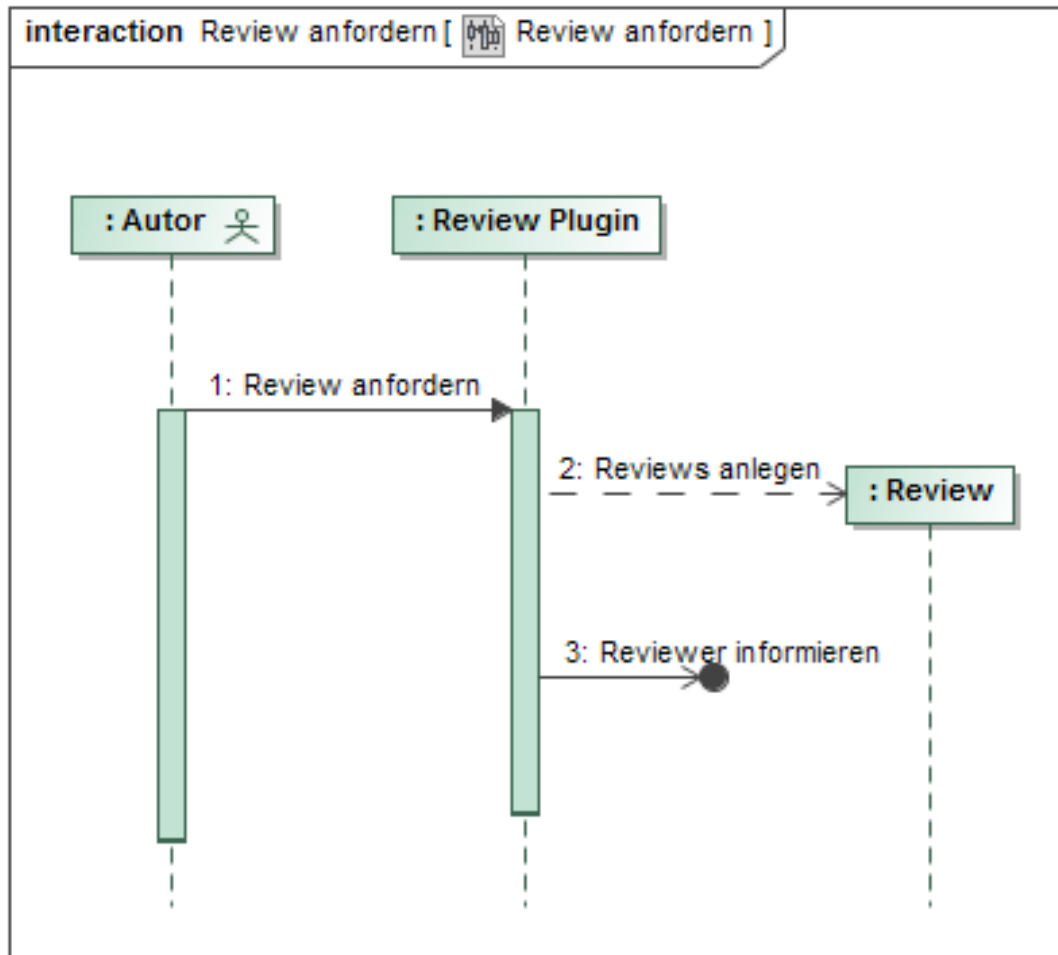 interaction Review anfordern [ Review anfordern ]
: Autor
: Review Plugin
1: Review anfordern
2: Reviews anlegen
: Review
3: Reviewer informieren